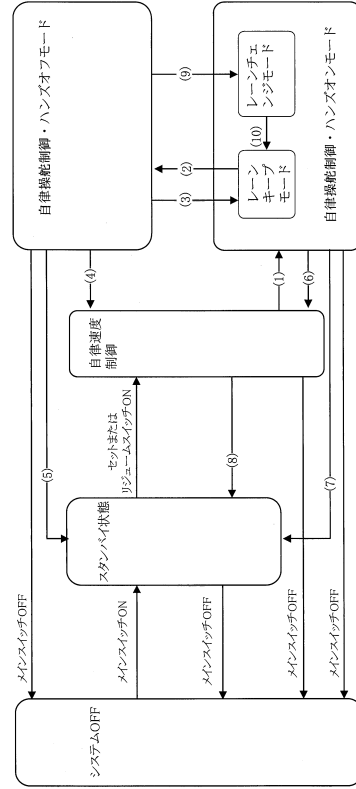 システムOFF
メインスイッチOFF
メインスイッチON
メインスイッチOFF
メインスイッチOFF
メインスイッチOFF
スタンバイ状態
(5)
セットまたは
リジュームスイッチON
(8)
(7)
自律速度
制御
(4)
(1)
(6)
自律操舵制御・ハンズオフモード
(3)
(2)
(9)
レーン
キープ
モード
(10)
レーンチェ
ンジモード
自律操舵制御・ハンズオンモード